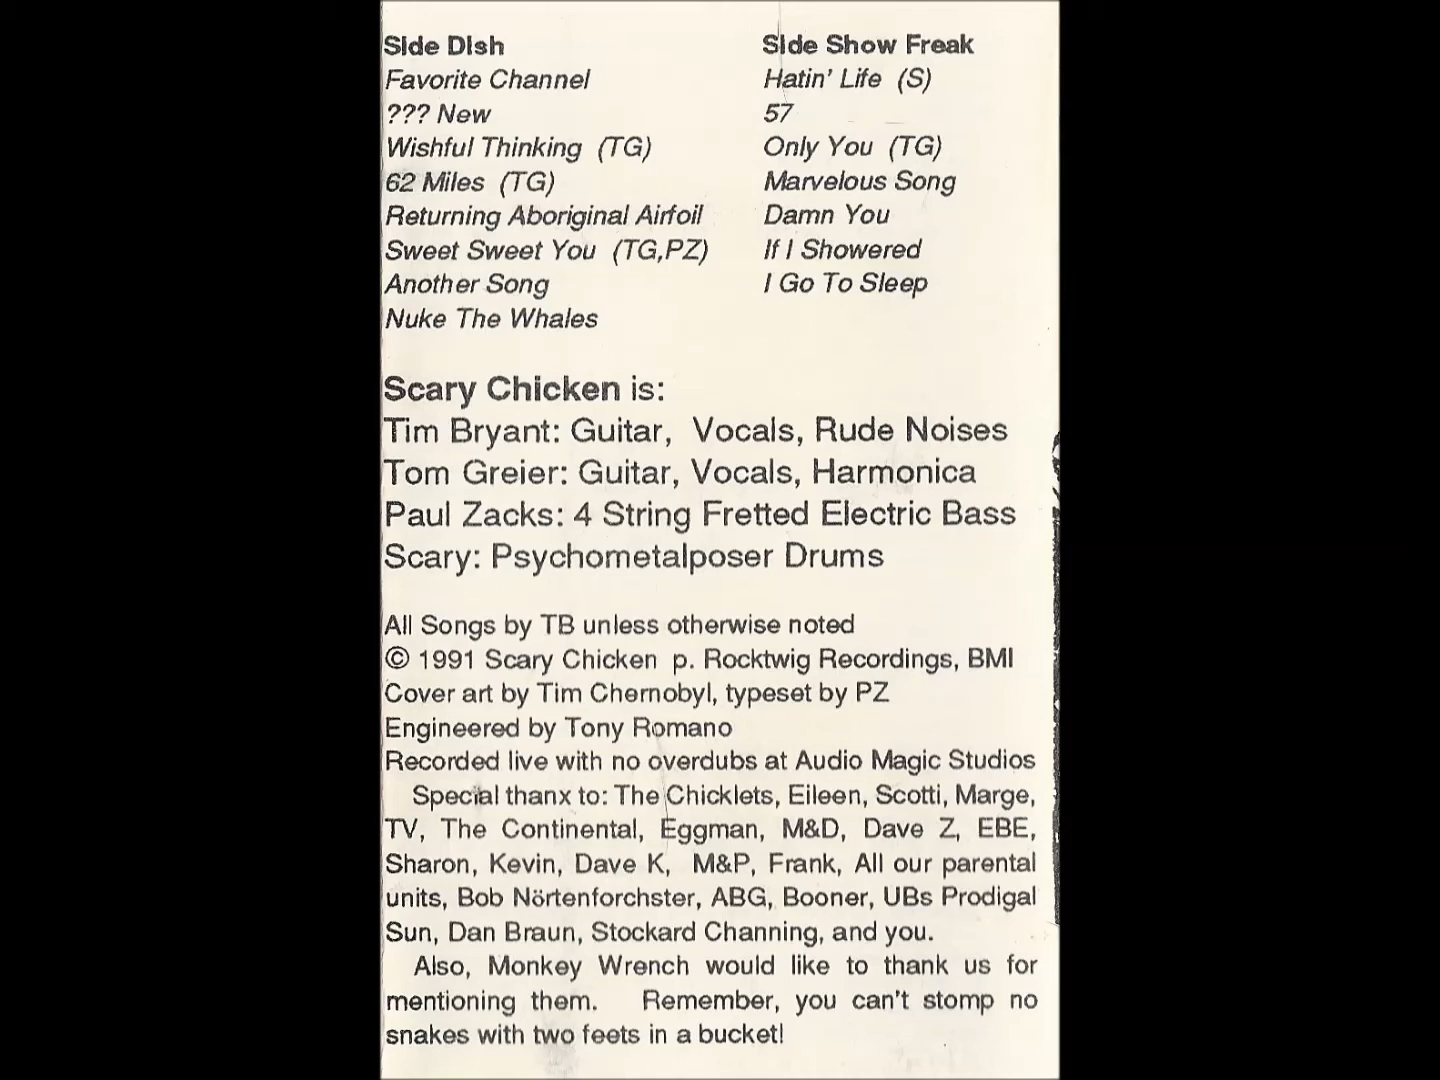 Side Dish
Favorite Channel
??? New
Wishful Thinking (TG)
62 Miles (TG)
Returning Aboriginal Airfoil
Sweet Sweet You (TG,PZ)
Another Song
Nuke The Whales
Side Show Freak
Hatin' Life (S)
57
Only You (TG)
Marvelous Song
Damn You
If I Showered
I Go To Sleep
Scary Chicken is:
Tim Bryant: Guitar, Vocals, Rude Noises
Tom Greier: Guitar, Vocals, Harmonica
Paul Zacks: 4 String Fretted Electric Bass
Scary: Psychometalposer Drums
All Songs by TB unless otherwise noted
© 1991 Scary Chicken p. Rocktwig Recordings, BMI
Cover art by Tim Chernobyl, typeset by PZ
Engineered by Tony Romano
Recorded live with no overdubs at Audio Magic Studios
Special thanx to: The Chicklets, Eileen, Scotti, Marge,
TV, The Continental, Eggman, M&D, Dave Z, EBE,
Sharon, Kevin, Dave K, M&P, Frank, All our parental
units, Bob Nörtenforchster, ABG, Booner, UBs Prodigal
Sun, Dan Braun, Stockard Channing, and you.
Also, Monkey Wrench would like to thank us for
mentioning them. Remember, you can't stomp no
snakes with two feets in a bucket!